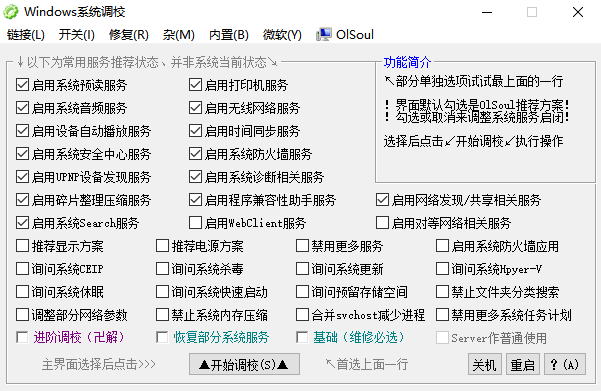 Windows系统调校
链接(L) 开关(I) 修复(R) 杂(M) 内置(B) 微软(Y) OlSoul
↓以下为常用服务推荐状态、并非系统当前状态↘ 功能简介
启用系统预读服务 启用打印机服务 ↖部分单独选项试试最上面的一行
启用系统音频服务 启用无线网络服务 ! 界面默认勾选是OlSoul推荐方案!
! 勾选或取消来调整系统服务启闭!
启用设备自动播放服务 启用时间同步服务
选择后点击↙开始调校↙执行操作
启用系统安全中心服务 启用系统防火墙服务
启用UPNP设备发现服务 启用系统诊断相关服务
启用碎片整理压缩服务 启用程序兼容性助手服务 启用网络发现/共享相关服务
启用系统Search服务 启用WebClient服务 启用对等网络相关服务
推荐显示方案 推荐电源方案 禁用更多服务 启用系统防火墙应用
询问系统CEIP 询问系统杀毒 询问系统更新 询问系统Hpyer-V
询问系统休眠 询问系统快速启动 询问预留存储空间 禁止文件夹分类搜索
调整部分网络参数 禁止系统内存压缩 合并svchost减少进程 禁用更多系统任务计划
进阶调校（卍解） 恢复部分系统服务 基础（维修必选） Server作普通使用
主界面选择后点击>>> ▲开始调校(S)▲ ↖首选上面一行 关机 重启 ?(A)